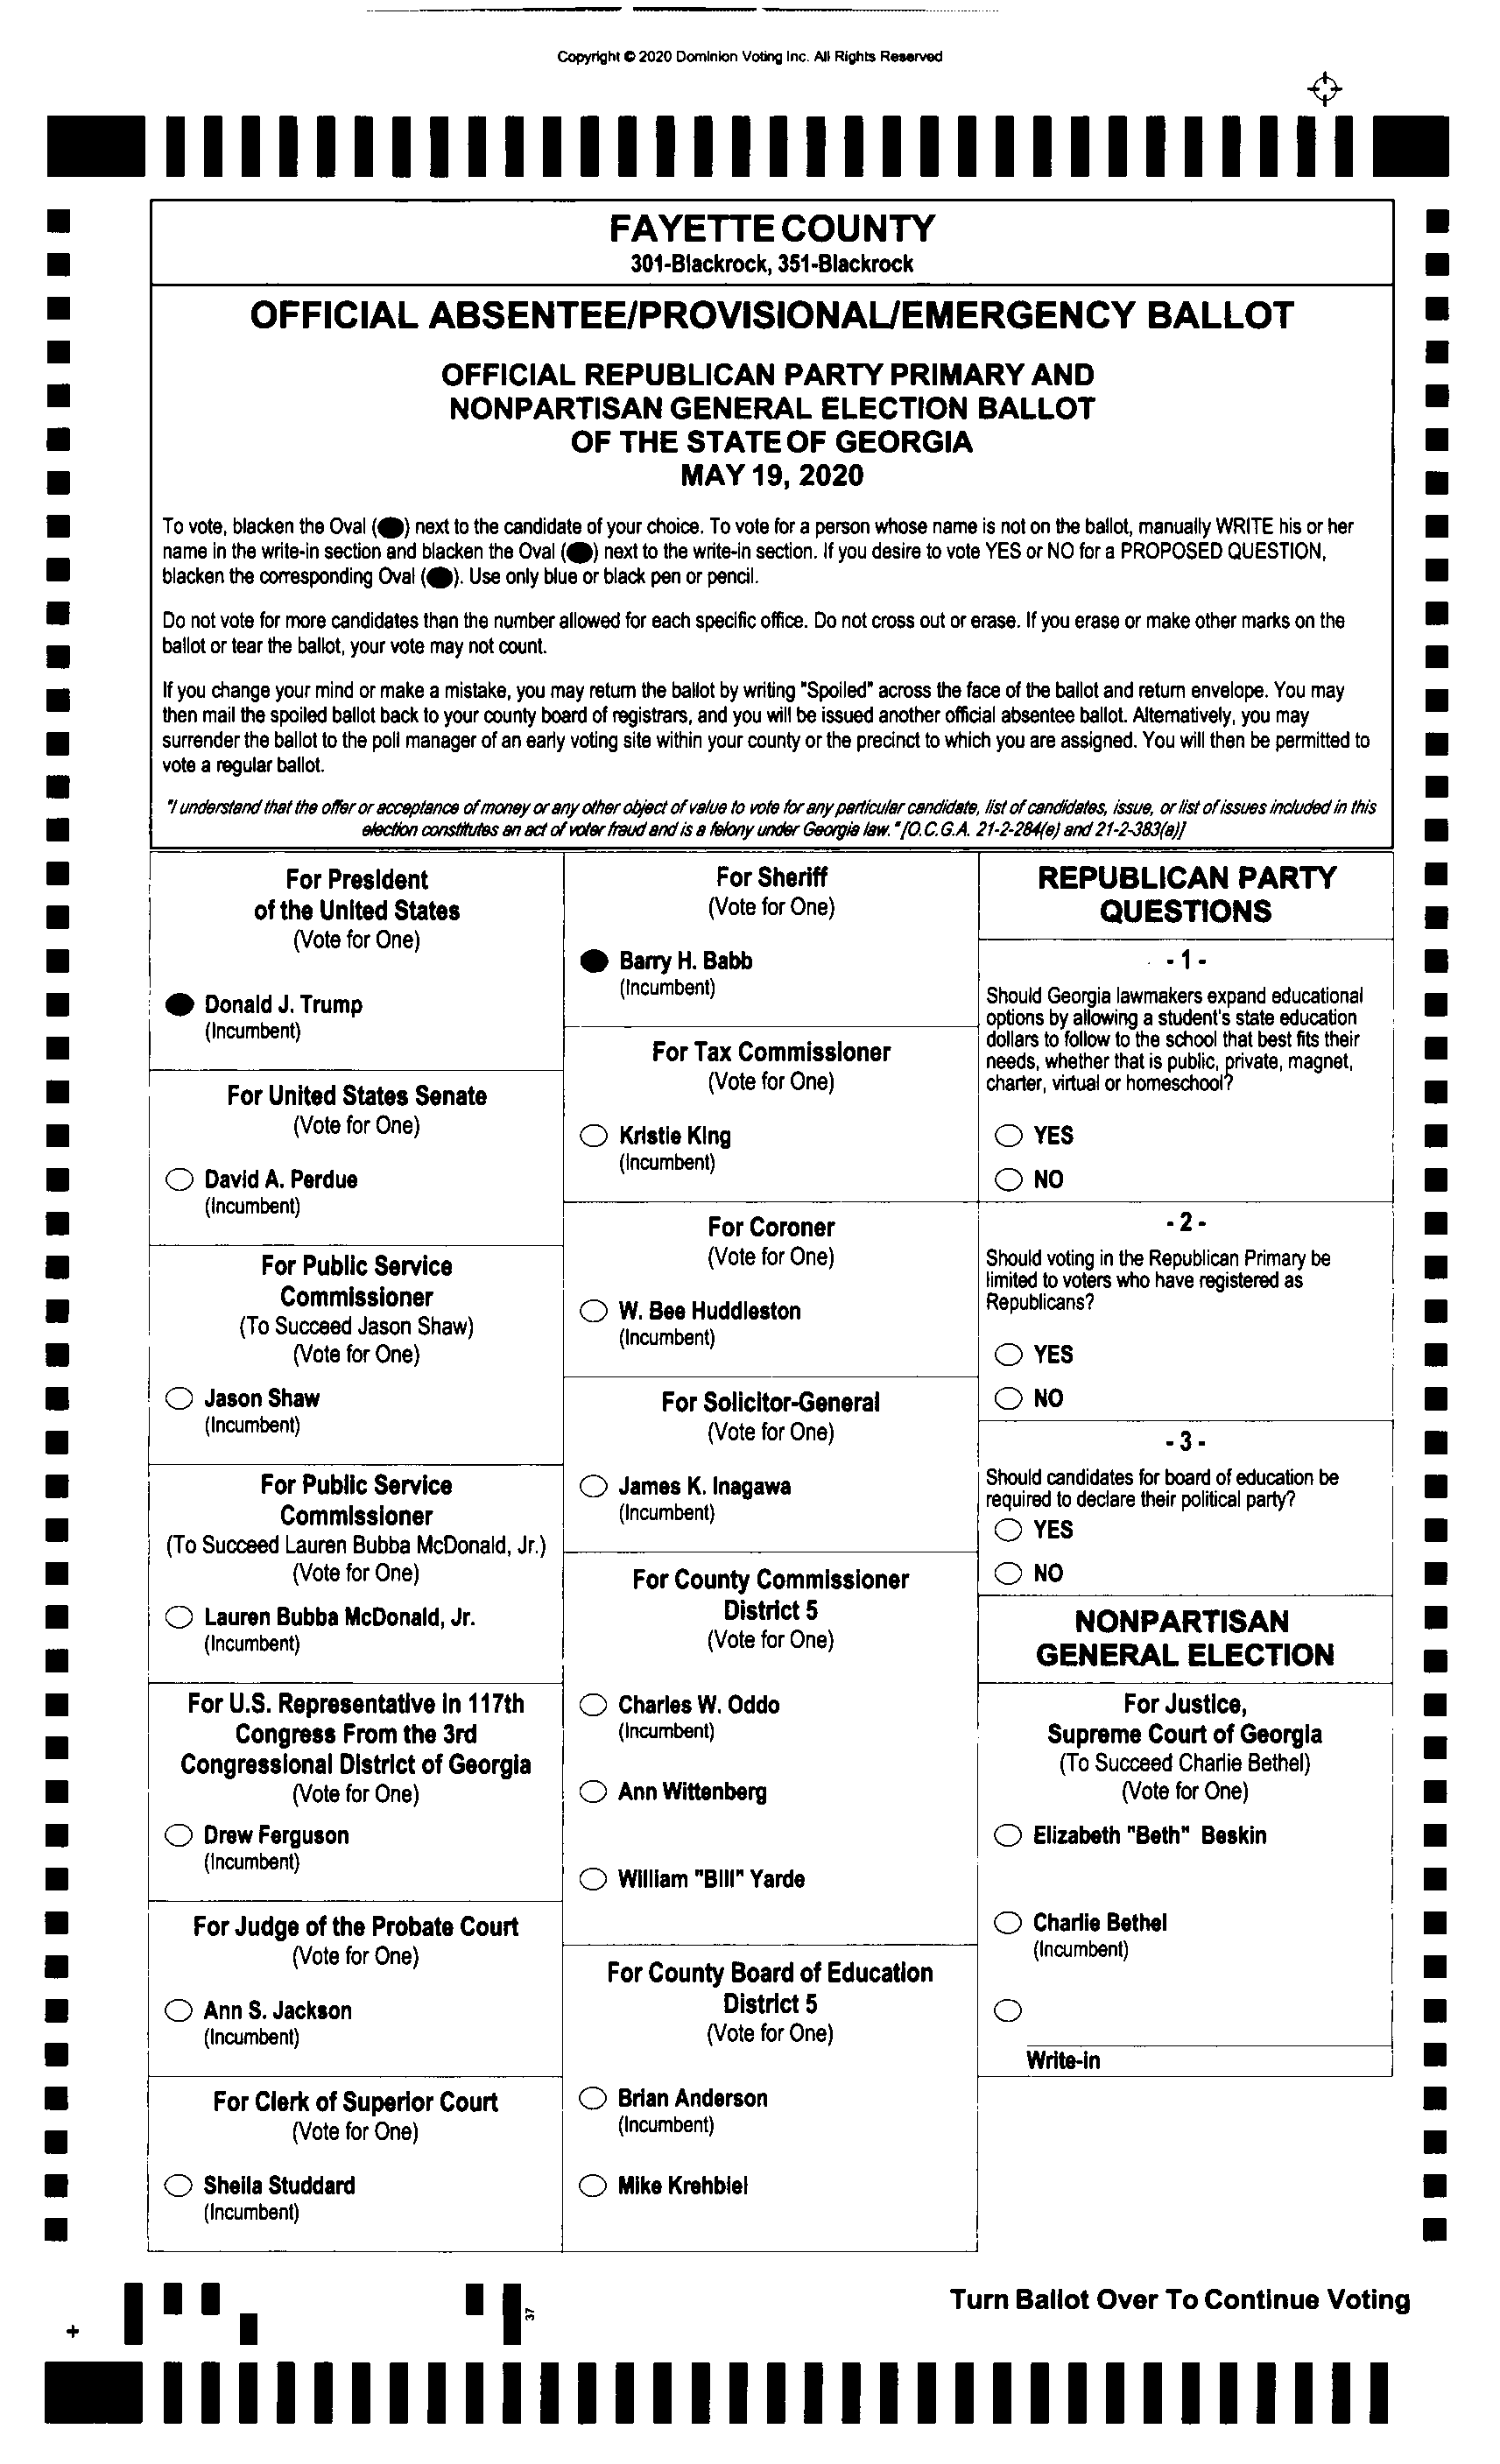 Copyright © 2020 Dominion Voting Inc. All Rights Reserved
FAYETTE COUNTY
301-Blackrock, 351-Blackrock
OFFICIAL ABSENTEE/PROVISIONAL/EMERGENCY BALLOT
OFFICIAL REPUBLICAN PARTY PRIMARY AND
NONPARTISAN GENERAL ELECTION BALLOT
OF THE STATE OF GEORGIA
MAY 19, 2020
To vote, blacken the Oval (●) next to the candidate of your choice. To vote for a person whose name is not on the ballot, manually WRITE his or her
name in the write-in section and blacken the Oval (●) next to the write-in section. If you desire to vote YES or NO for a PROPOSED QUESTION,
blacken the corresponding Oval (●). Use only blue or black pen or pencil.
Do not vote for more candidates than the number allowed for each specific office. Do not cross out or erase. If you erase or make other marks on the
ballot or tear the ballot, your vote may not count.
If you change your mind or make a mistake, you may return the ballot by writing "Spoiled" across the face of the ballot and return envelope. You may
then mail the spoiled ballot back to your county board of registrars, and you will be issued another official absentee ballot. Alternatively, you may
surrender the ballot to the poll manager of an early voting site within your county or the precinct to which you are assigned. You will then be permitted to
vote a regular ballot.
"I understand that the offer or acceptance of money or any other object of value to vote for any particular candidate, list of candidates, issue, or list of issues included in this
election constitutes an act of voter fraud and is a felony under Georgia law." [O.C.G.A. 21-2-284(e) and 21-2-383(a)]
For President
of the United States
(Vote for One)
Donald J. Trump
(Incumbent)
For United States Senate
(Vote for One)
David A. Perdue
(Incumbent)
For Public Service
Commissioner
(To Succeed Jason Shaw)
(Vote for One)
Jason Shaw
(Incumbent)
For Public Service
Commissioner
(To Succeed Lauren Bubba McDonald, Jr.)
(Vote for One)
Lauren Bubba McDonald, Jr.
(Incumbent)
For U.S. Representative in 117th
Congress From the 3rd
Congressional District of Georgia
(Vote for One)
Drew Ferguson
(Incumbent)
For Judge of the Probate Court
(Vote for One)
Ann S. Jackson
(Incumbent)
For Clerk of Superior Court
(Vote for One)
Sheila Studdard
(Incumbent)
For Sheriff
(Vote for One)
Barry H. Babb
(Incumbent)
For Tax Commissioner
(Vote for One)
Kristie King
(Incumbent)
For Coroner
(Vote for One)
W. Bee Huddleston
(Incumbent)
For Solicitor-General
(Vote for One)
James K. Inagawa
(Incumbent)
For County Commissioner
District 5
(Vote for One)
Charles W. Oddo
(Incumbent)
Ann Wittenberg
William "Bill" Yarde
For County Board of Education
District 5
(Vote for One)
Brian Anderson
(Incumbent)
Mike Krehbiel
REPUBLICAN PARTY
QUESTIONS
- 1 -
Should Georgia lawmakers expand educational
options by allowing a student's state education
dollars to follow to the school that best fits their
needs, whether that is public, private, magnet,
charter, virtual or homeschool?
YES
NO
- 2 -
Should voting in the Republican Primary be
limited to voters who have registered as
Republicans?
YES
NO
- 3 -
Should candidates for board of education be
required to declare their political party?
YES
NO
NONPARTISAN
GENERAL ELECTION
For Justice,
Supreme Court of Georgia
(To Succeed Charlie Bethel)
(Vote for One)
Elizabeth "Beth" Beskin
Charlie Bethel
(Incumbent)
Write-in
37
Turn Ballot Over To Continue Voting